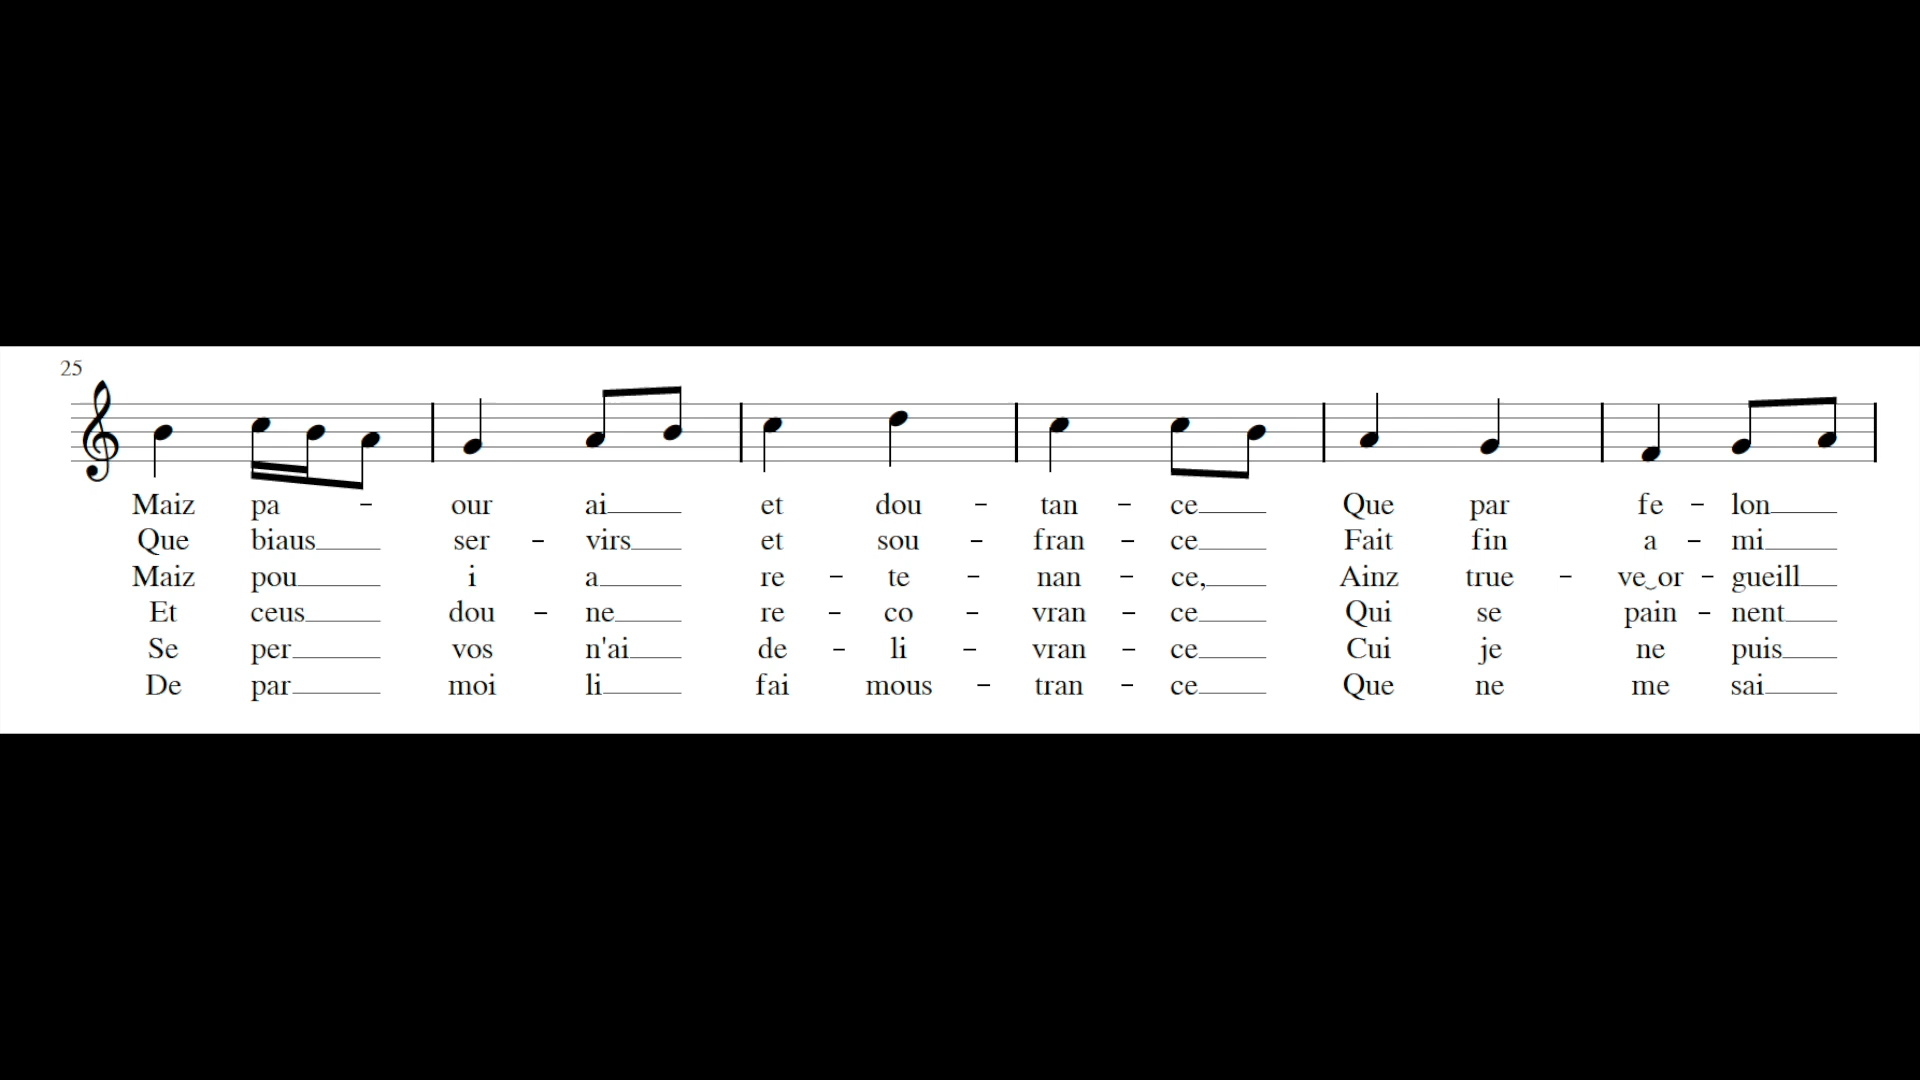 25
Maiz pa - our ai et dou - tan - ce Que par fe - lon
Que biaus ser - virs et sou - fran - ce Fait fin a - mi
Maiz pou i a re - te - nan - ce, Ainz true - ve‿or - gueill
Et ceus dou - ne re - co - vran - ce Qui se pain - nent
Se per vos n'ai de - li - vran - ce Cui je ne puis
De par moi li fai mous - tran - ce Que ne me sai